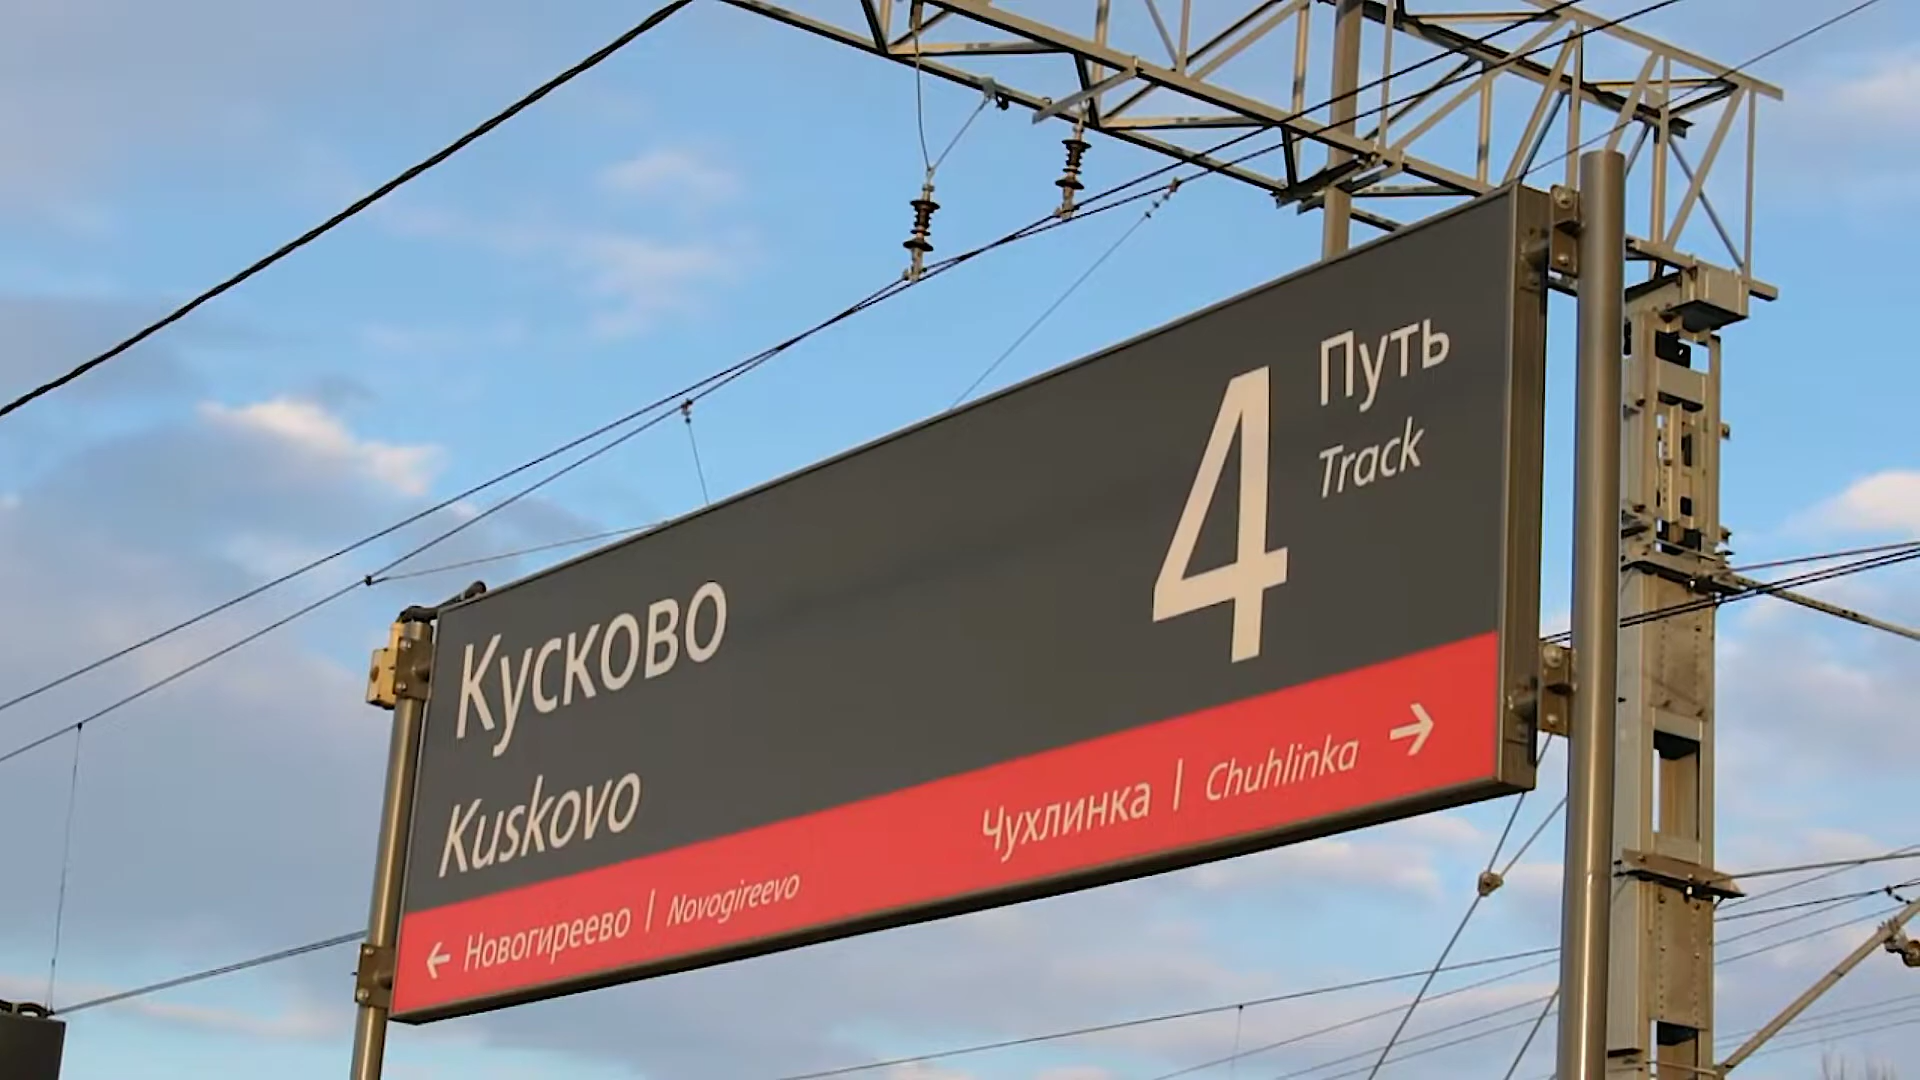 Кусково
Kuskovo
4
Путь
Track
← Новогиреево | Novogireevo
Чухлинка | Chuhlinka →